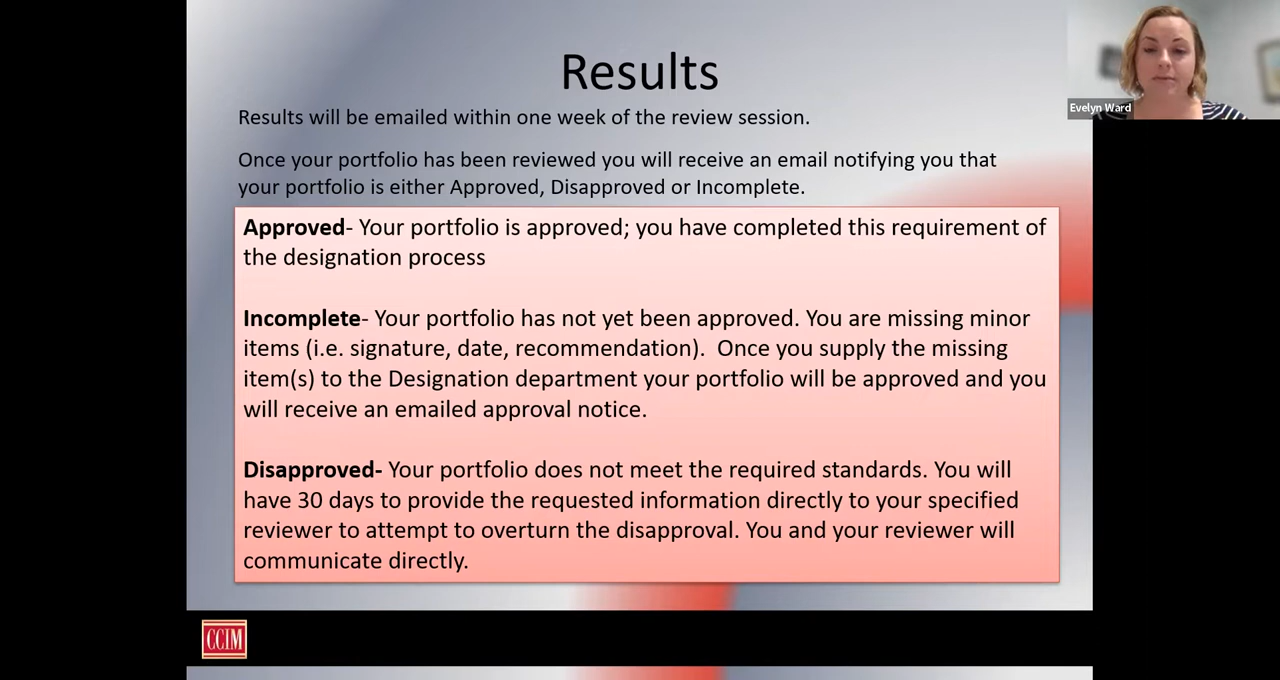 Results
Results will be emailed within one week of the review session.
Once your portfolio has been reviewed you will receive an email notifying you that
your portfolio is either Approved, Disapproved or Incomplete.
Approved- Your portfolio is approved; you have completed this requirement of
the designation process
Incomplete- Your portfolio has not yet been approved. You are missing minor
items (i.e. signature, date, recommendation).  Once you supply the missing
item(s) to the Designation department your portfolio will be approved and you
will receive an emailed approval notice.
Disapproved- Your portfolio does not meet the required standards. You will
have 30 days to provide the requested information directly to your specified
reviewer to attempt to overturn the disapproval. You and your reviewer will
communicate directly.
Evelyn Ward
CCIM